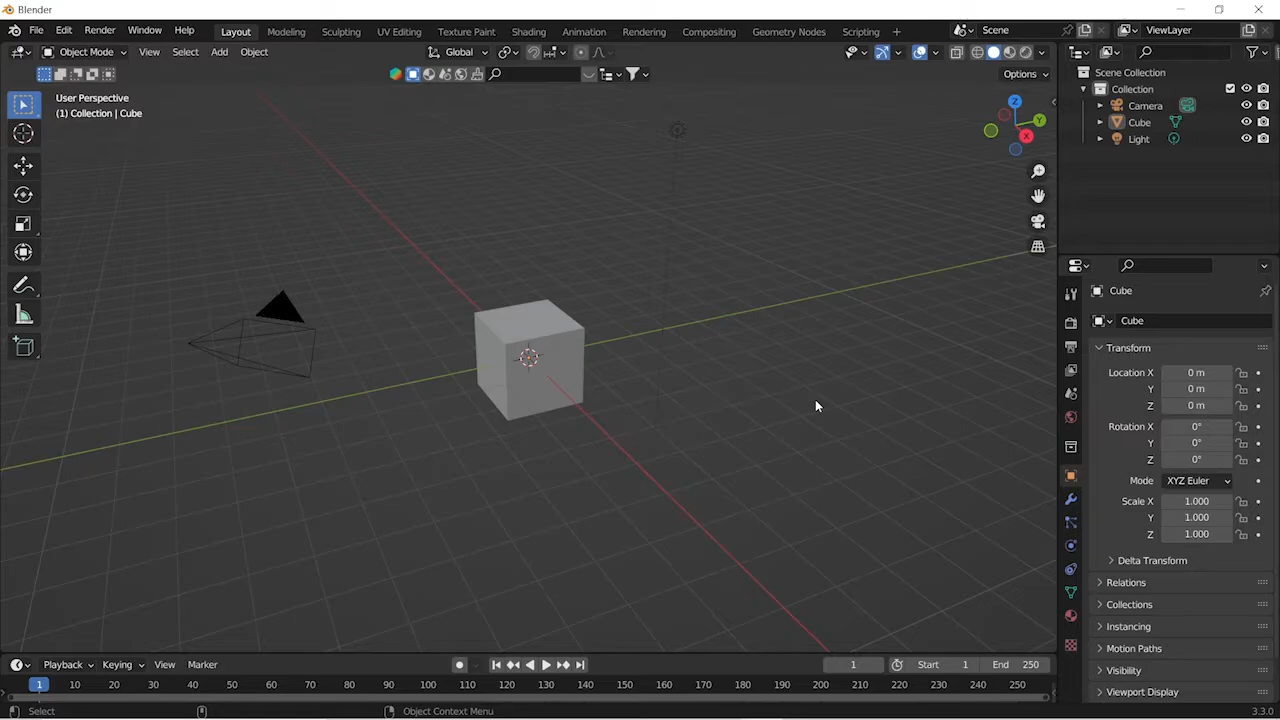 Blender
File Edit Render Window Help Layout Modeling Sculpting UV Editing Texture Paint Shading Animation Rendering Compositing Geometry Nodes Scripting + Scene ViewLayer
Object Mode View Select Add Object Global
Options
User Perspective
(1) Collection | Cube
Z
Y
X
Scene Collection
Collection
Camera
Cube
Light
Cube
Cube
Transform
Location X 0 m
Y 0 m
Z 0 m
Rotation X 0°
Y 0°
Z 0°
Mode XYZ Euler
Scale X 1.000
Y 1.000
Z 1.000
Delta Transform
Relations
Collections
Instancing
Motion Paths
Visibility
Viewport Display
Playback Keying View Marker 1 Start 1 End 250
1 10 20 30 40 50 60 70 80 90 100 110 120 130 140 150 160 170 180 190 200 210 220 230 240 250
Select Object Context Menu 3.3.0